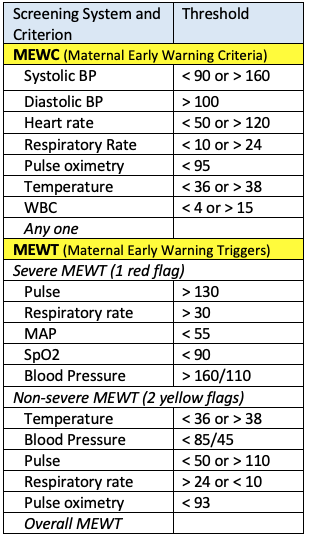 Screening System and Criterion Threshold
MEWC (Maternal Early Warning Criteria)
Systolic BP < 90 or > 160
Diastolic BP > 100
Heart rate < 50 or > 120
Respiratory Rate < 10 or > 24
Pulse oximetry < 95
Temperature < 36 or > 38
WBC < 4 or > 15
Any one
MEWT (Maternal Early Warning Triggers)
Severe MEWT (1 red flag)
Pulse > 130
Respiratory rate > 30
MAP < 55
SpO2 < 90
Blood Pressure > 160/110
Non-severe MEWT (2 yellow flags)
Temperature < 36 or > 38
Blood Pressure < 85/45
Pulse < 50 or > 110
Respiratory rate > 24 or < 10
Pulse oximetry < 93
Overall MEWT